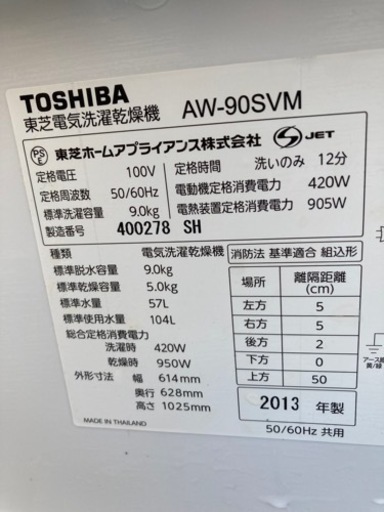 TOSHIBA
東芝電気洗濯乾燥機 AW-90SVM
PS E 東芝ホームアプライアンス株式会社 S JET
定格電圧 100V 定格時間 洗いのみ 12分
定格周波数 50/60Hz 電動機定格消費電力 420W
標準洗濯容量 9.0kg 電熱装置定格消費電力 905W
製造番号 400278 SH
種類 電気洗濯乾燥機
標準脱水容量 9.0kg
標準乾燥容量 5.0kg
標準水量 57L
標準使用水量 104L
総合定格消費電力
洗濯時 420W
乾燥時 950W
外形寸法 幅 614mm
奥行 628mm
高さ 1025mm
MADE IN THAILAND
消防法 基準適合 組込形
場所 離隔距離(cm)
左方 5
右方 5
後方 2
下方 0
上方 50
2013 年製
50/60Hz 共用
アース
黄/緑